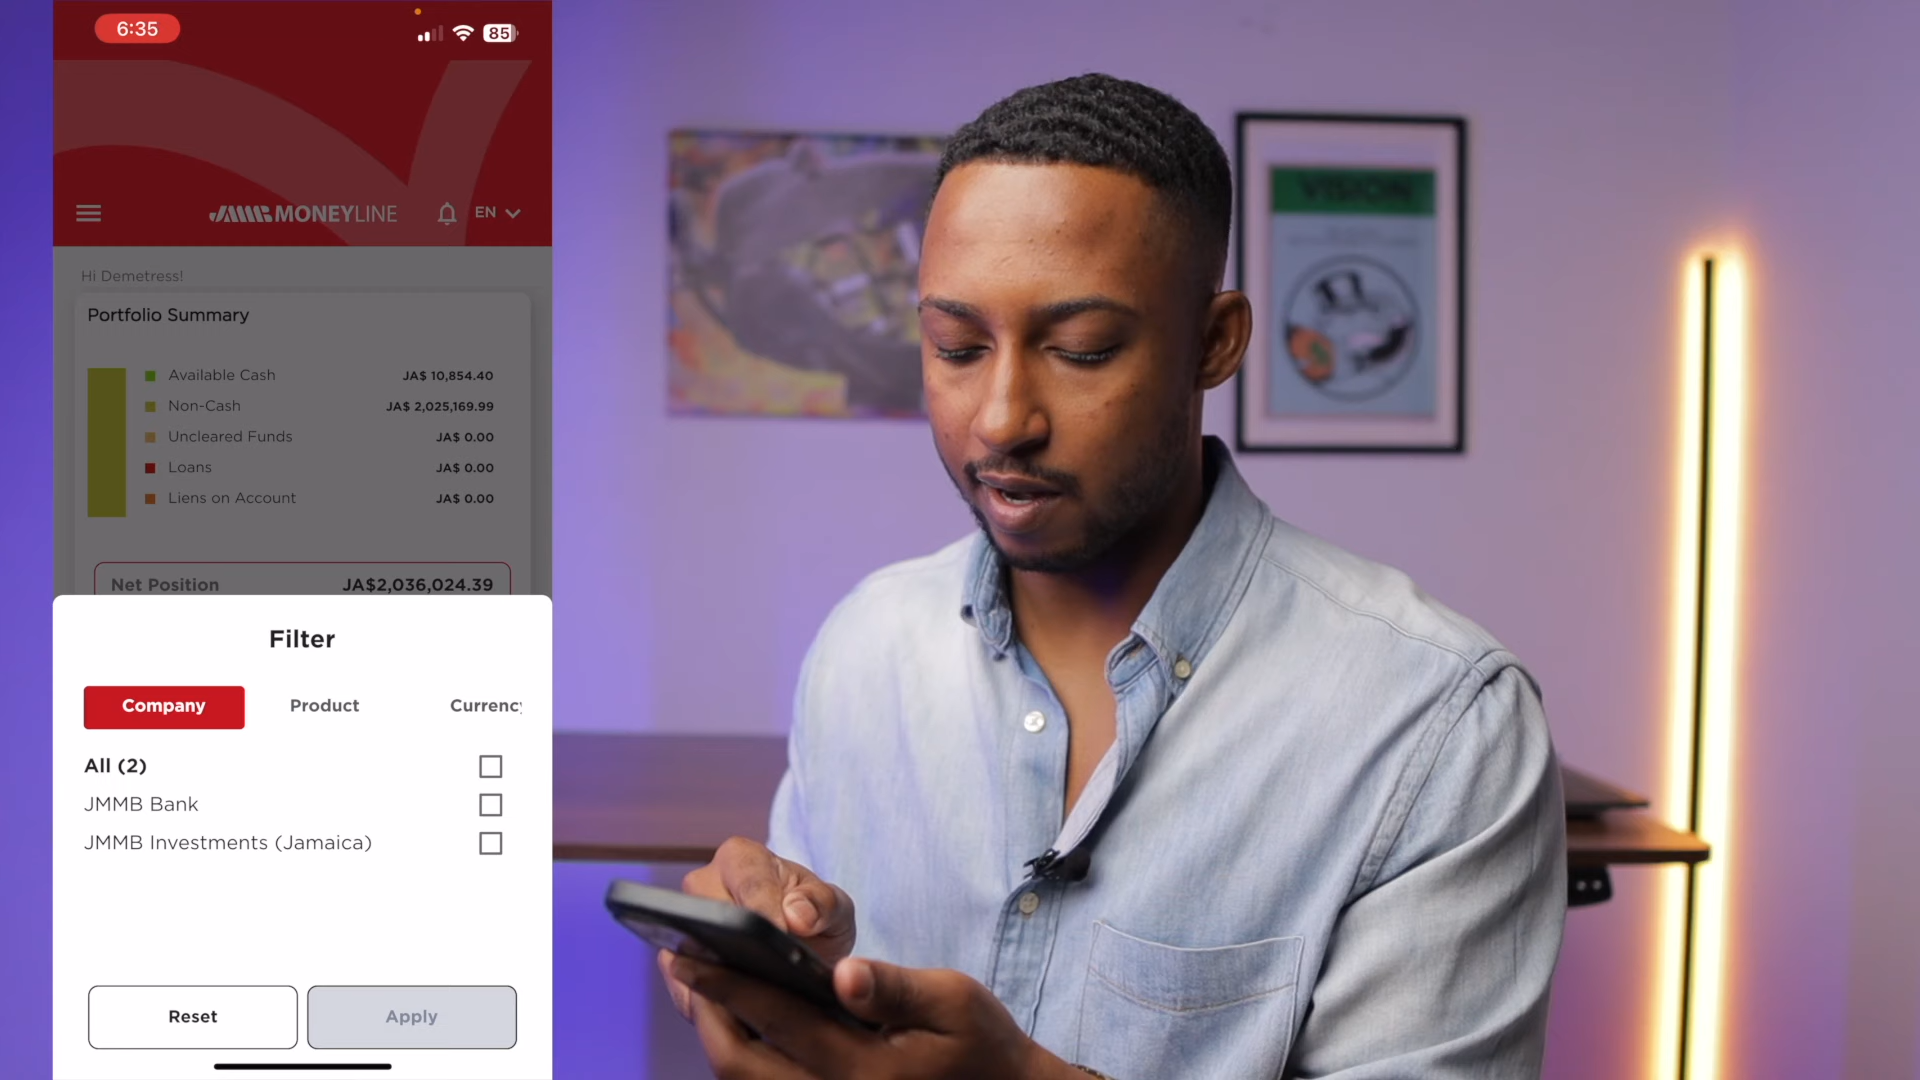 6:35
85
JMMB MONEYLINE
EN
Hi Demetress!
Portfolio Summary
Available Cash JA$ 10,854.40
Non-Cash JA$ 2,025,169.99
Uncleared Funds JA$ 0.00
Loans JA$ 0.00
Liens on Account JA$ 0.00
Net Position JA$2,036,024.39
Filter
Company Product Currency
All (2)
JMMB Bank
JMMB Investments (Jamaica)
Reset Apply
VISION